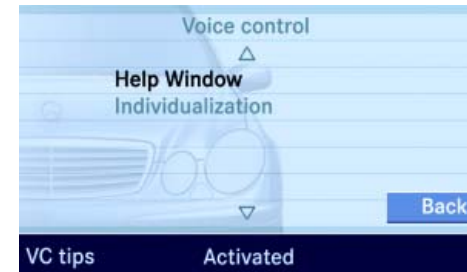 Voice control
Help Window
Individualization
Back
VC tips Activated